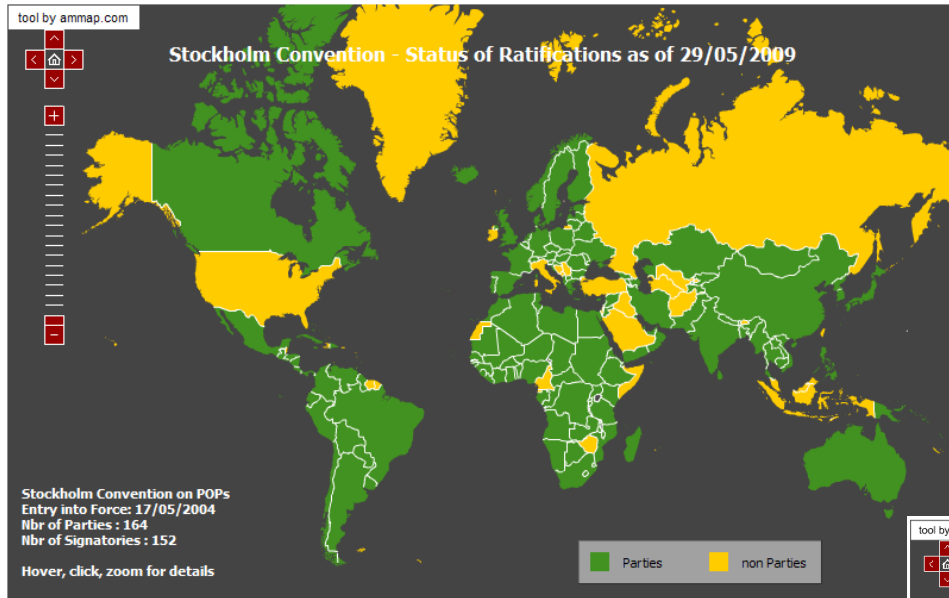 tool by ammap.com
Stockholm Convention - Status of Ratifications as of 29/05/2009
Stockholm Convention on POPs
Entry into Force: 17/05/2004
Nbr of Parties : 164
Nbr of Signatories : 152
Hover, click, zoom for details
Parties
non Parties
tool by